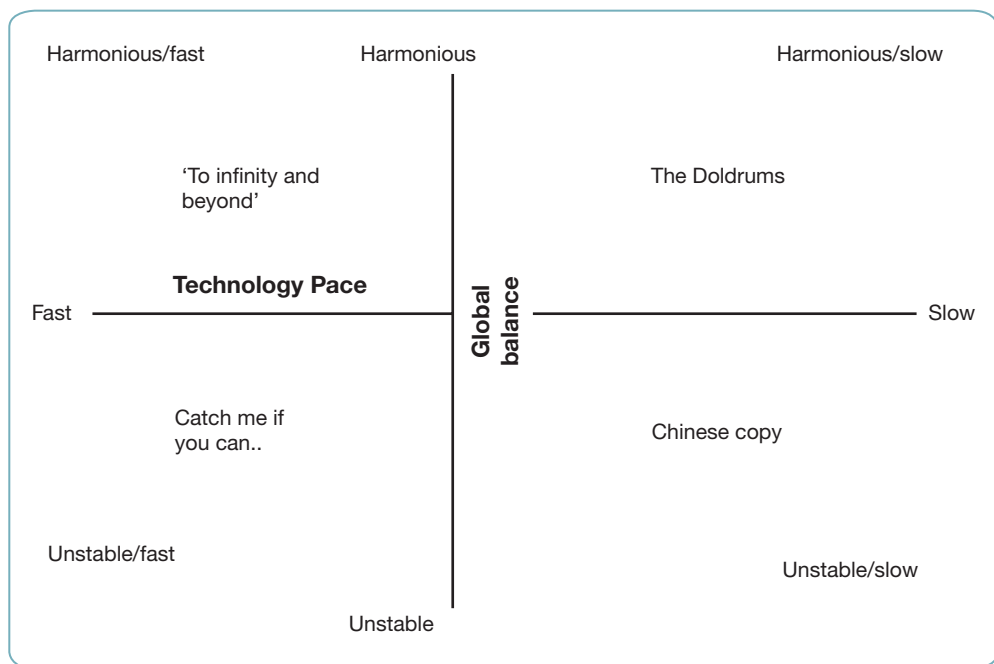 Harmonious/fast
Harmonious
Harmonious/slow
‘To infinity and
beyond’
The Doldrums
Technology Pace
Fast
Global
balance
Slow
Catch me if
you can..
Chinese copy
Unstable/fast
Unstable/slow
Unstable